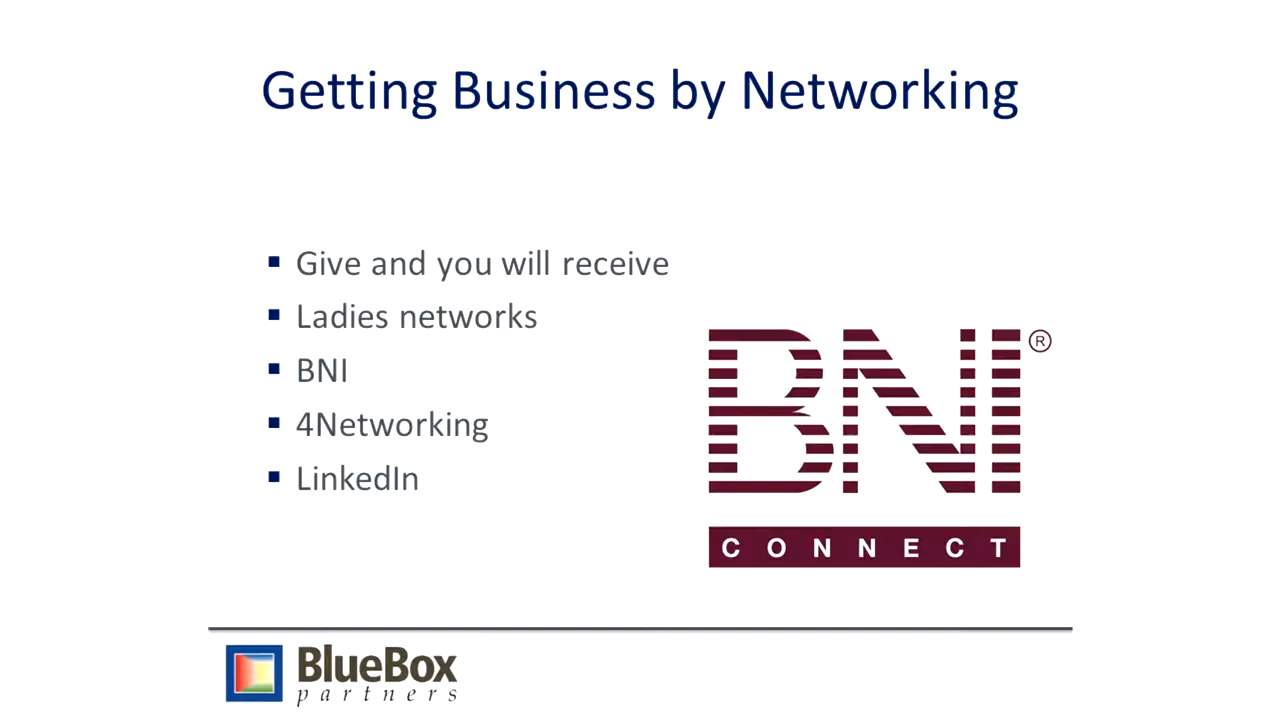 Getting Business by Networking
▪ Give and you will receive
▪ Ladies networks
▪ BNI
▪ 4Networking
▪ LinkedIn
BNI®
CONNECT
BlueBox
partners